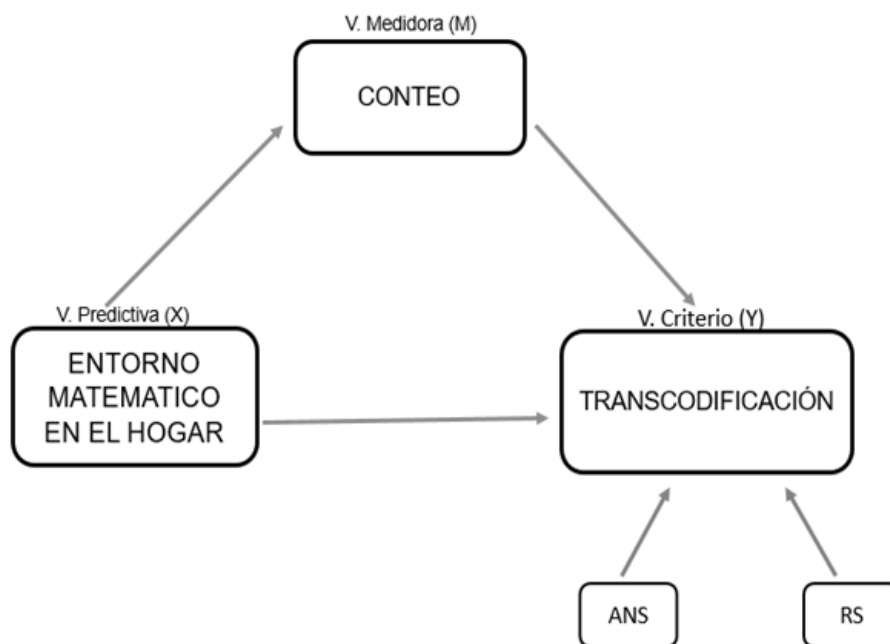 V. Medidora (M)
CONTEO
V. Predictiva (X)
ENTORNO
MATEMATICO
EN EL HOGAR
V. Criterio (Y)
TRANSCODIFICACIÓN
ANS
RS